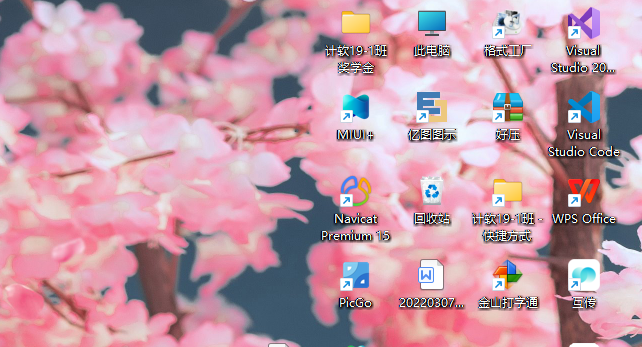 计软19-1班
奖学金
此电脑
格式工厂
Visual
Studio 20...
MIUI+
亿图图示
好压
Visual
Studio Code
Navicat
Premium 15
回收站
计软19-1班 -
快捷方式
WPS Office
PicGo
20220307...
金山打字通
互传